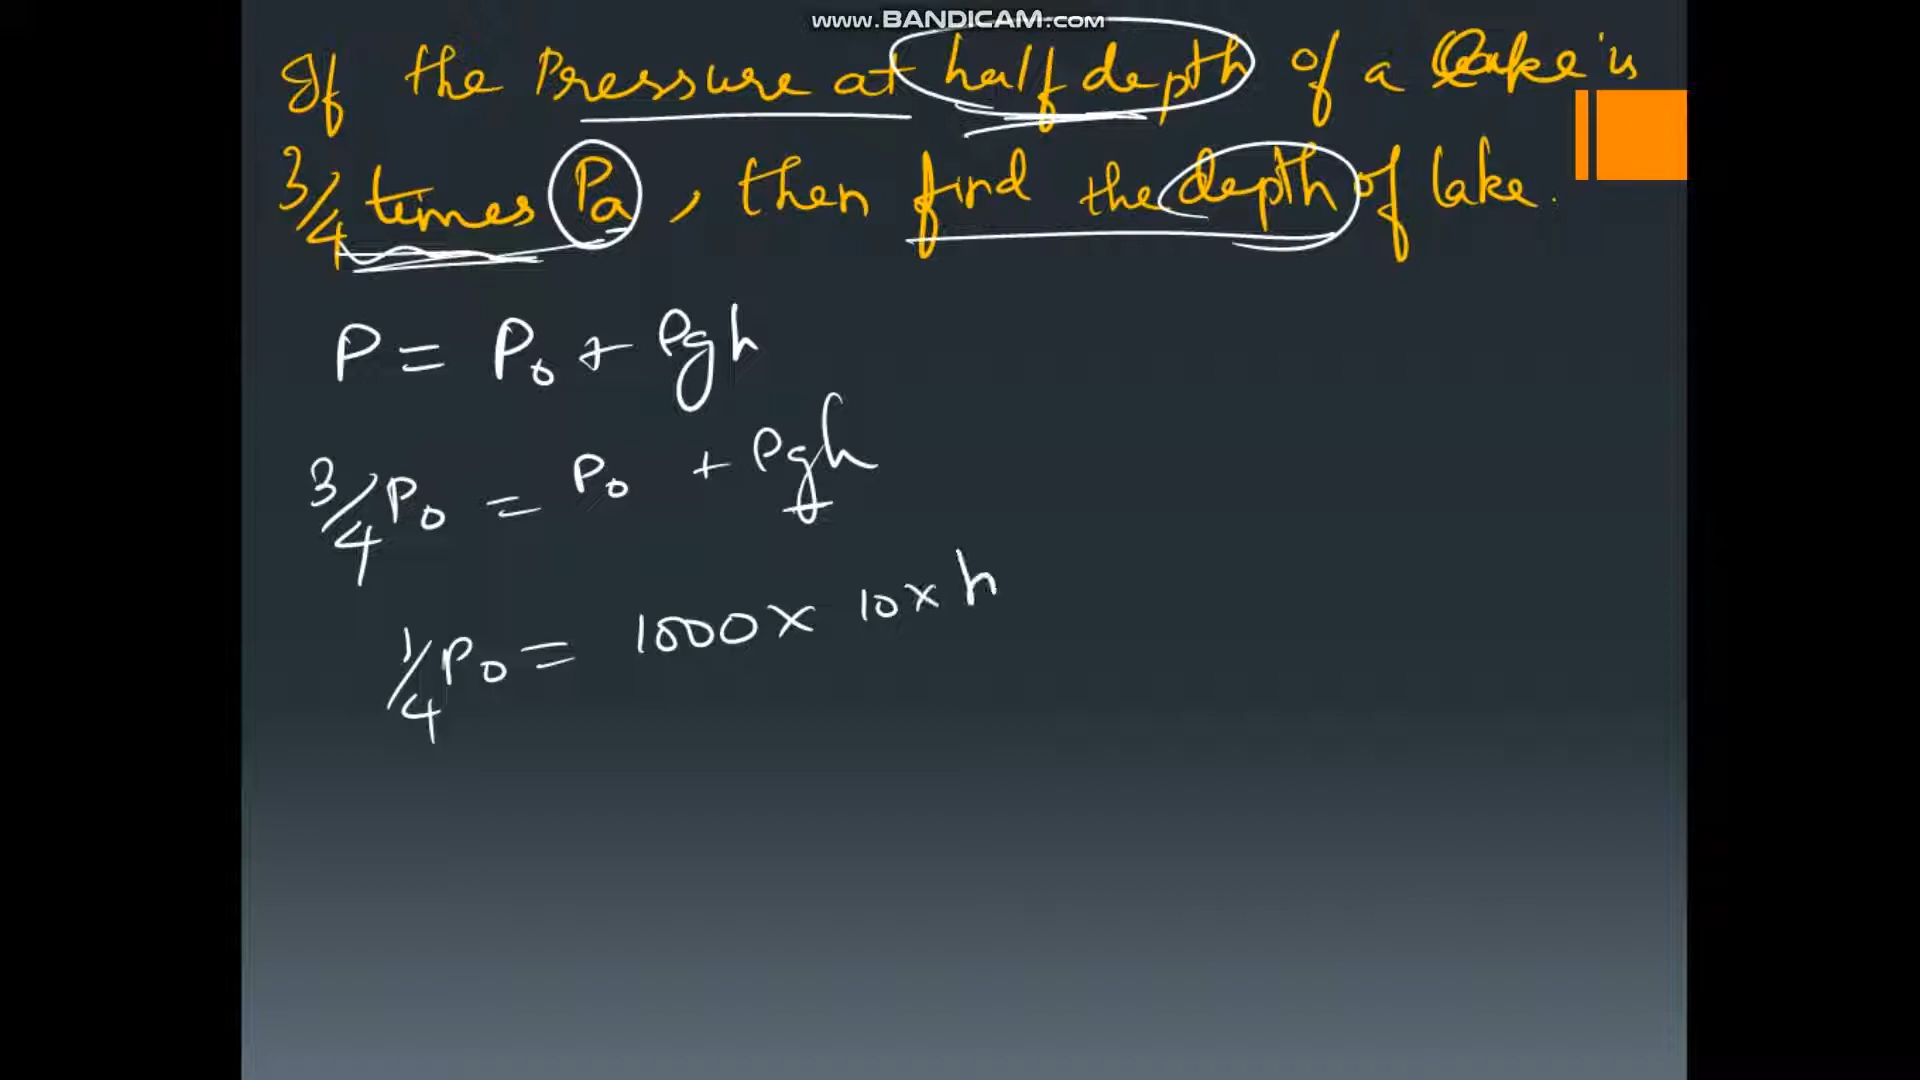 www.BANDICAM.com
If the Pressure at half depth of a Lake is
3/4 times Pa, then find the depth of lake.
P = P₀ + ρgh
3/4 P₀ = P₀ + ρgh
1/4 P₀ = 1000 × 10 × h